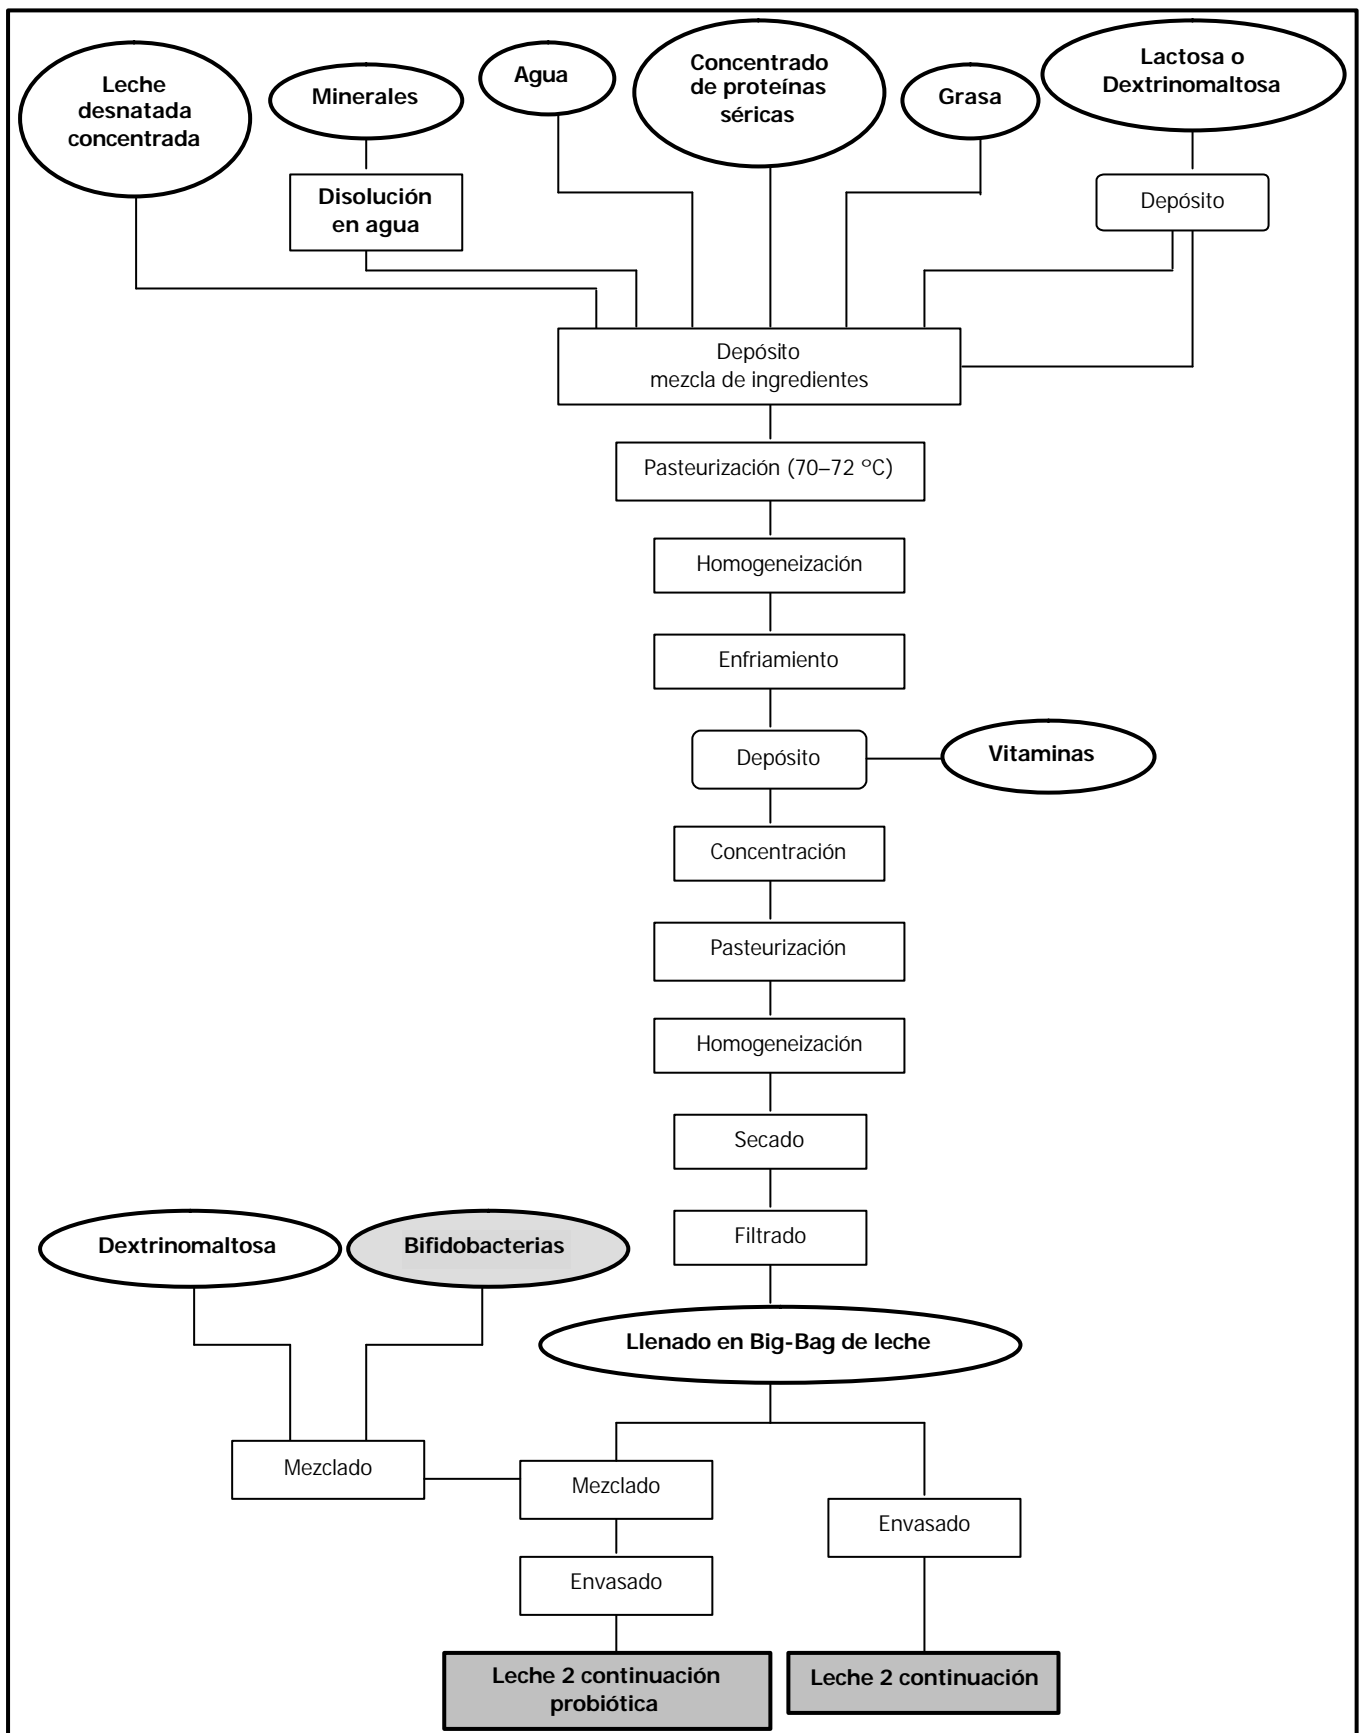 Leche
desnatada
concentrada
Minerales
Agua
Concentrado
de proteínas
séricas
Grasa
Lactosa o
Dextrinomaltosa
Disolución
en agua
Depósito
Depósito
mezcla de ingredientes
Pasteurización (70–72 ºC)
Homogeneización
Enfriamiento
Depósito
Vitaminas
Concentración
Pasteurización
Homogeneización
Secado
Filtrado
Dextrinomaltosa
Bifidobacterias
Llenado en Big-Bag de leche
Mezclado
Mezclado
Envasado
Envasado
Leche 2 continuación
probiótica
Leche 2 continuación